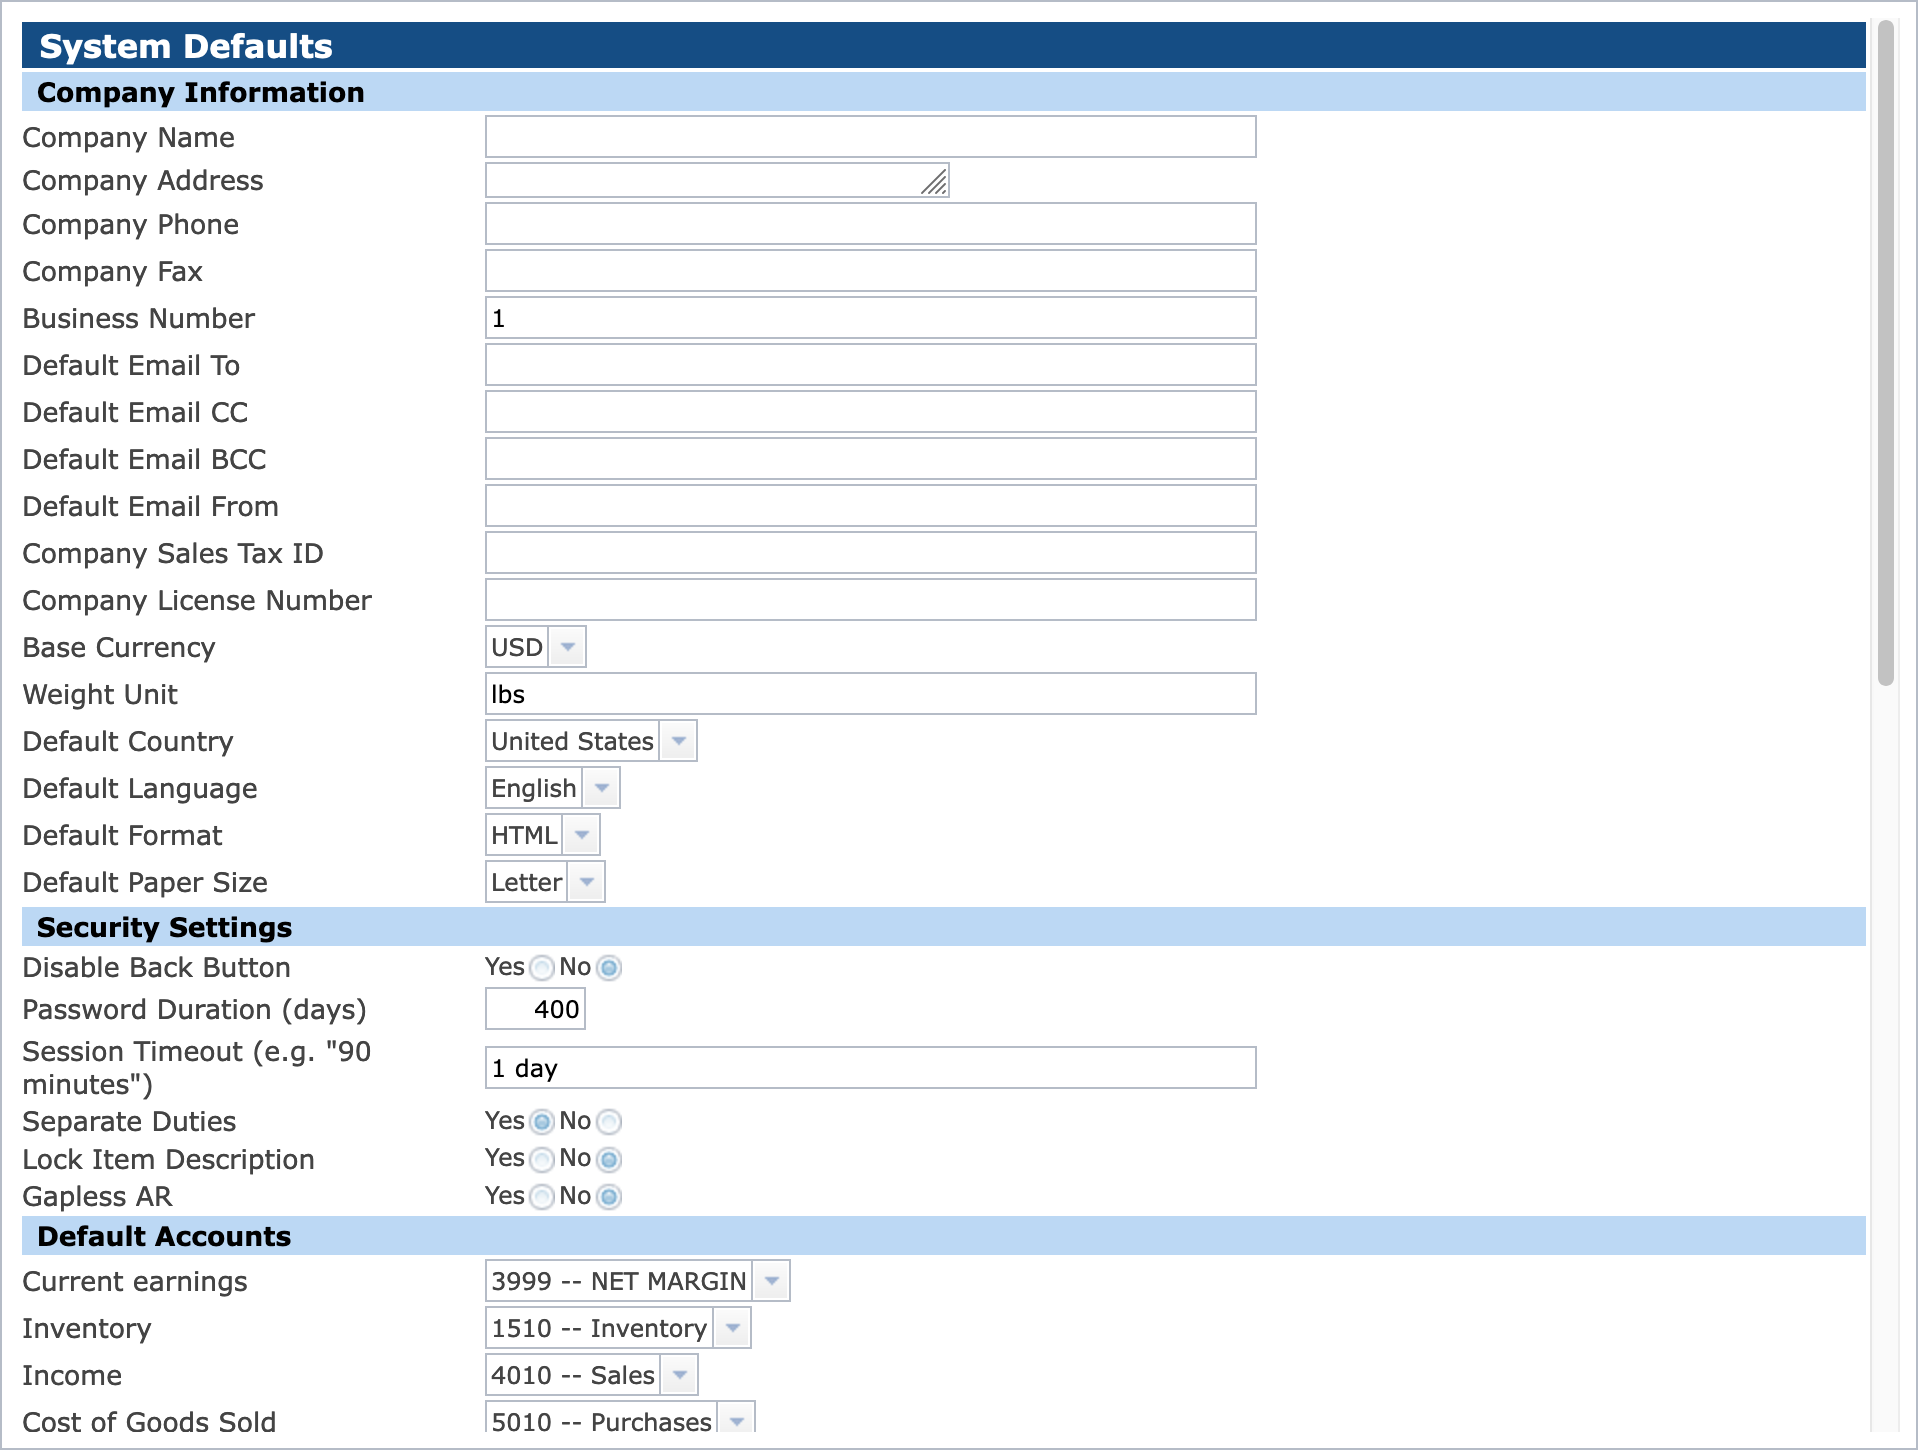 System Defaults
Company Information
Company Name
Company Address
Company Phone
Company Fax
Business Number 1
Default Email To
Default Email CC
Default Email BCC
Default Email From
Company Sales Tax ID
Company License Number
Base Currency USD
Weight Unit lbs
Default Country United States
Default Language English
Default Format HTML
Default Paper Size Letter
Security Settings
Disable Back Button Yes No
Password Duration (days) 400
Session Timeout (e.g. "90
minutes") 1 day
Separate Duties Yes No
Lock Item Description Yes No
Gapless AR Yes No
Default Accounts
Current earnings 3999 -- NET MARGIN
Inventory 1510 -- Inventory
Income 4010 -- Sales
Cost of Goods Sold 5010 -- Purchases